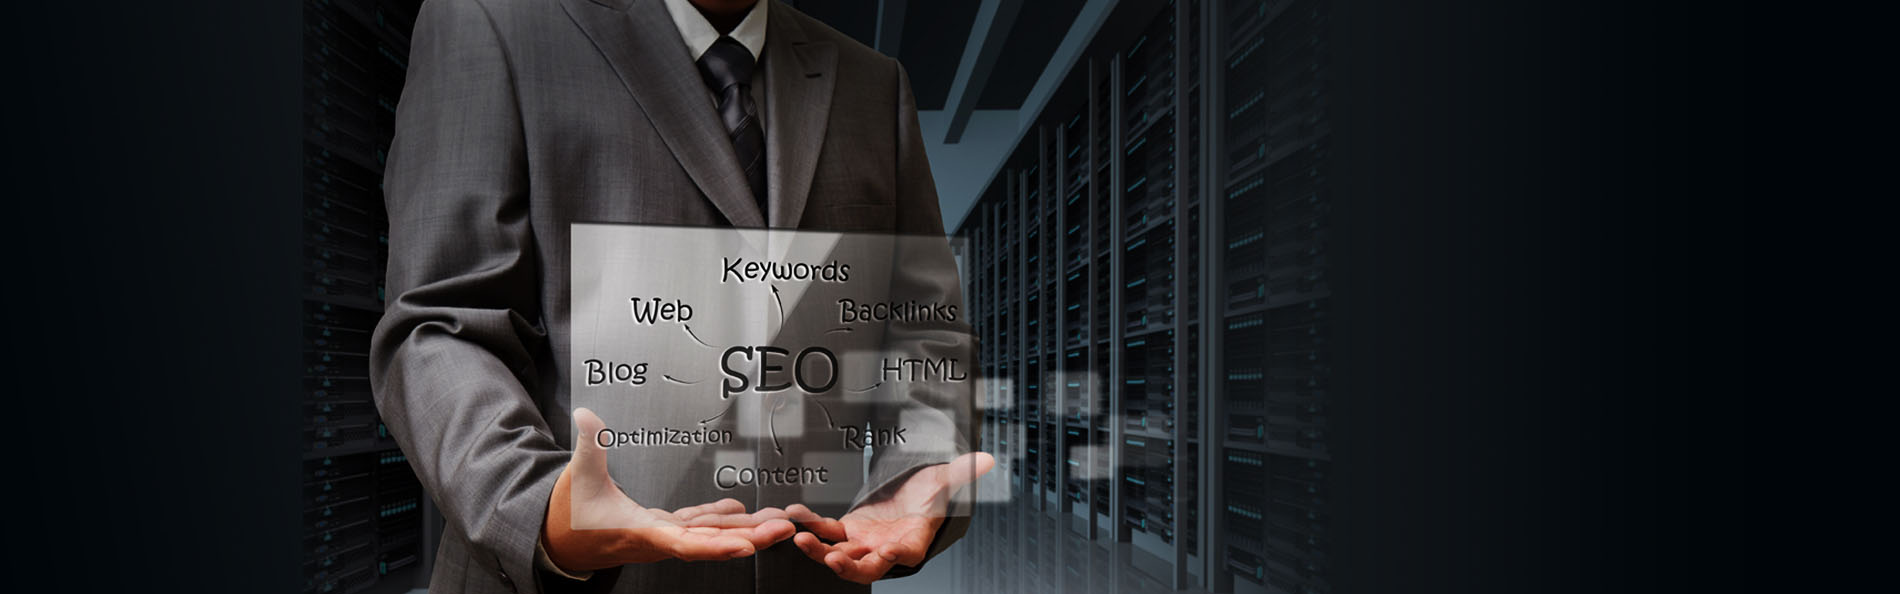 Keywords
Web
Backlinks
SEO
Blog
HTML
Optimization
Rank
Content